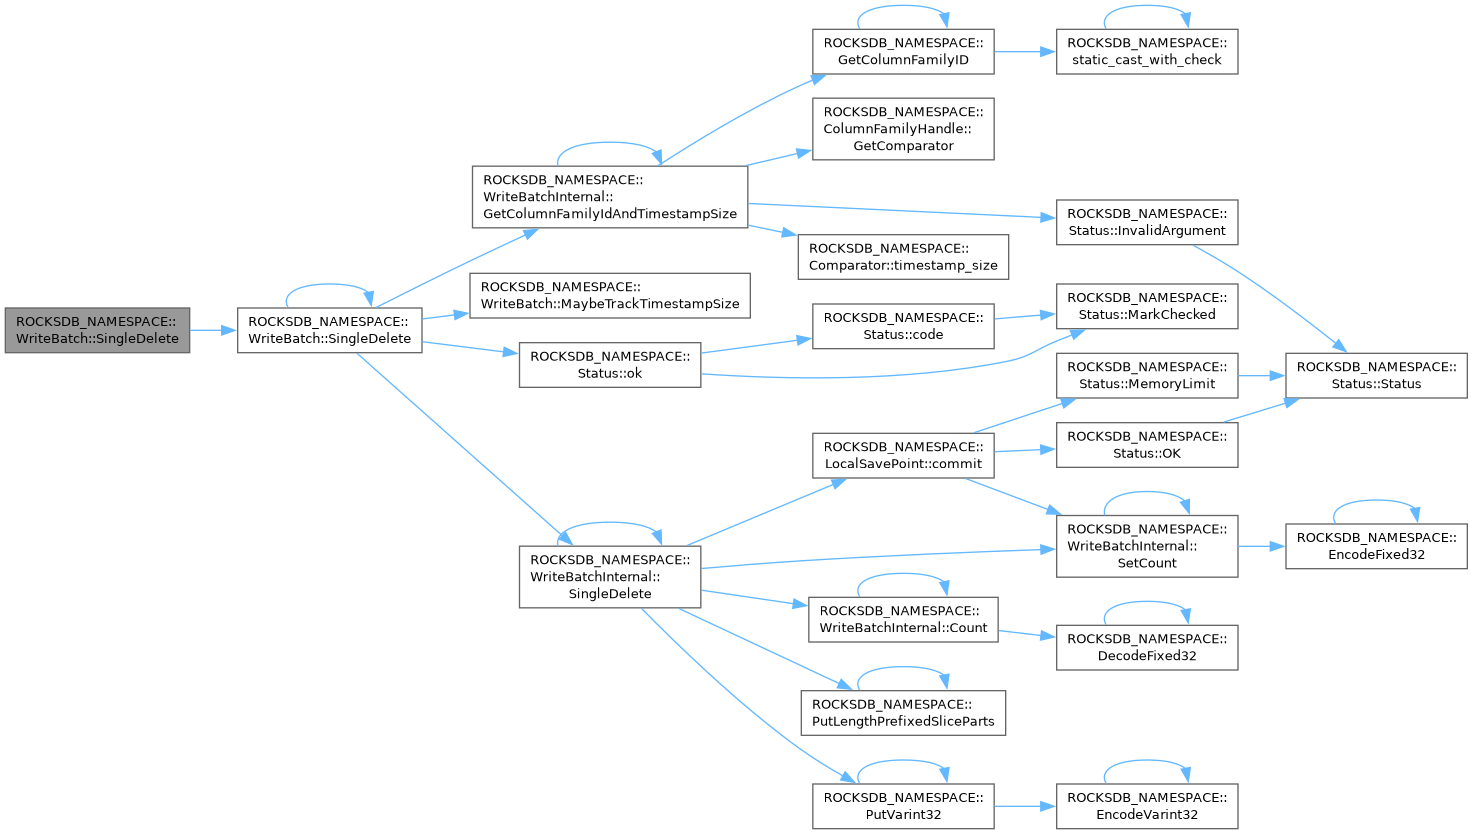 ROCKSDB_NAMESPACE::
WriteBatch::SingleDelete
ROCKSDB_NAMESPACE::
WriteBatch::SingleDelete
ROCKSDB_NAMESPACE::
WriteBatchInternal::
GetColumnFamilyIdAndTimestampSize
ROCKSDB_NAMESPACE::
WriteBatch::MaybeTrackTimestampSize
ROCKSDB_NAMESPACE::
Status::ok
ROCKSDB_NAMESPACE::
WriteBatchInternal::
SingleDelete
ROCKSDB_NAMESPACE::
GetColumnFamilyID
ROCKSDB_NAMESPACE::
ColumnFamilyHandle::
GetComparator
ROCKSDB_NAMESPACE::
Comparator::timestamp_size
ROCKSDB_NAMESPACE::
Status::code
ROCKSDB_NAMESPACE::
LocalSavePoint::commit
ROCKSDB_NAMESPACE::
WriteBatchInternal::Count
ROCKSDB_NAMESPACE::
PutLengthPrefixedSliceParts
ROCKSDB_NAMESPACE::
PutVarint32
ROCKSDB_NAMESPACE::
static_cast_with_check
ROCKSDB_NAMESPACE::
Status::InvalidArgument
ROCKSDB_NAMESPACE::
Status::MarkChecked
ROCKSDB_NAMESPACE::
Status::MemoryLimit
ROCKSDB_NAMESPACE::
Status::OK
ROCKSDB_NAMESPACE::
WriteBatchInternal::
SetCount
ROCKSDB_NAMESPACE::
DecodeFixed32
ROCKSDB_NAMESPACE::
EncodeVarint32
ROCKSDB_NAMESPACE::
Status::Status
ROCKSDB_NAMESPACE::
EncodeFixed32